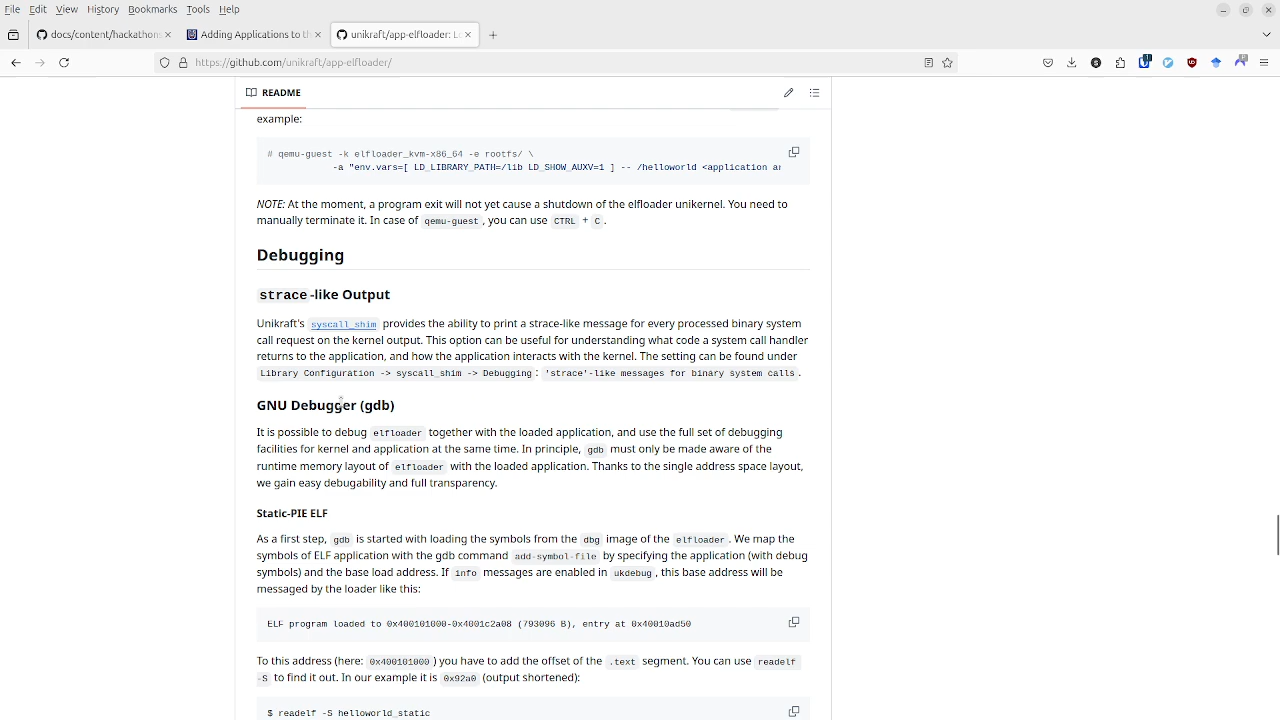 File Edit View History Bookmarks Tools Help
docs/content/hackathons
Adding Applications to th
unikraft/app-elfloader: Lo
https://github.com/unikraft/app-elfloader/
README
example:
# qemu-guest -k elfloader_kvm-x86_64 -e rootfs/ \
-a "env.vars=[ LD_LIBRARY_PATH=/lib LD_SHOW_AUXV=1 ] -- /helloworld <application ar
NOTE: At the moment, a program exit will not yet cause a shutdown of the elfloader unikernel. You need to
manually terminate it. In case of qemu-guest, you can use CTRL + C.
Debugging
strace-like Output
Unikraft's syscall_shim provides the ability to print a strace-like message for every processed binary system
call request on the kernel output. This option can be useful for understanding what code a system call handler
returns to the application, and how the application interacts with the kernel. The setting can be found under
Library Configuration -> syscall_shim -> Debugging: 'strace'-like messages for binary system calls.
GNU Debugger (gdb)
It is possible to debug elfloader together with the loaded application, and use the full set of debugging
facilities for kernel and application at the same time. In principle, gdb must only be made aware of the
runtime memory layout of elfloader with the loaded application. Thanks to the single address space layout,
we gain easy debugability and full transparency.
Static-PIE ELF
As a first step, gdb is started with loading the symbols from the dbg image of the elfloader. We map the
symbols of ELF application with the gdb command add-symbol-file by specifying the application (with debug
symbols) and the base load address. If info messages are enabled in ukdebug, this base address will be
messaged by the loader like this:
ELF program loaded to 0x400101000-0x4001c2a08 (793096 B), entry at 0x40010ad50
To this address (here: 0x400101000) you have to add the offset of the .text segment. You can use readelf
-S to find it out. In our example it is 0x92a0 (output shortened):
$ readelf -S helloworld_static